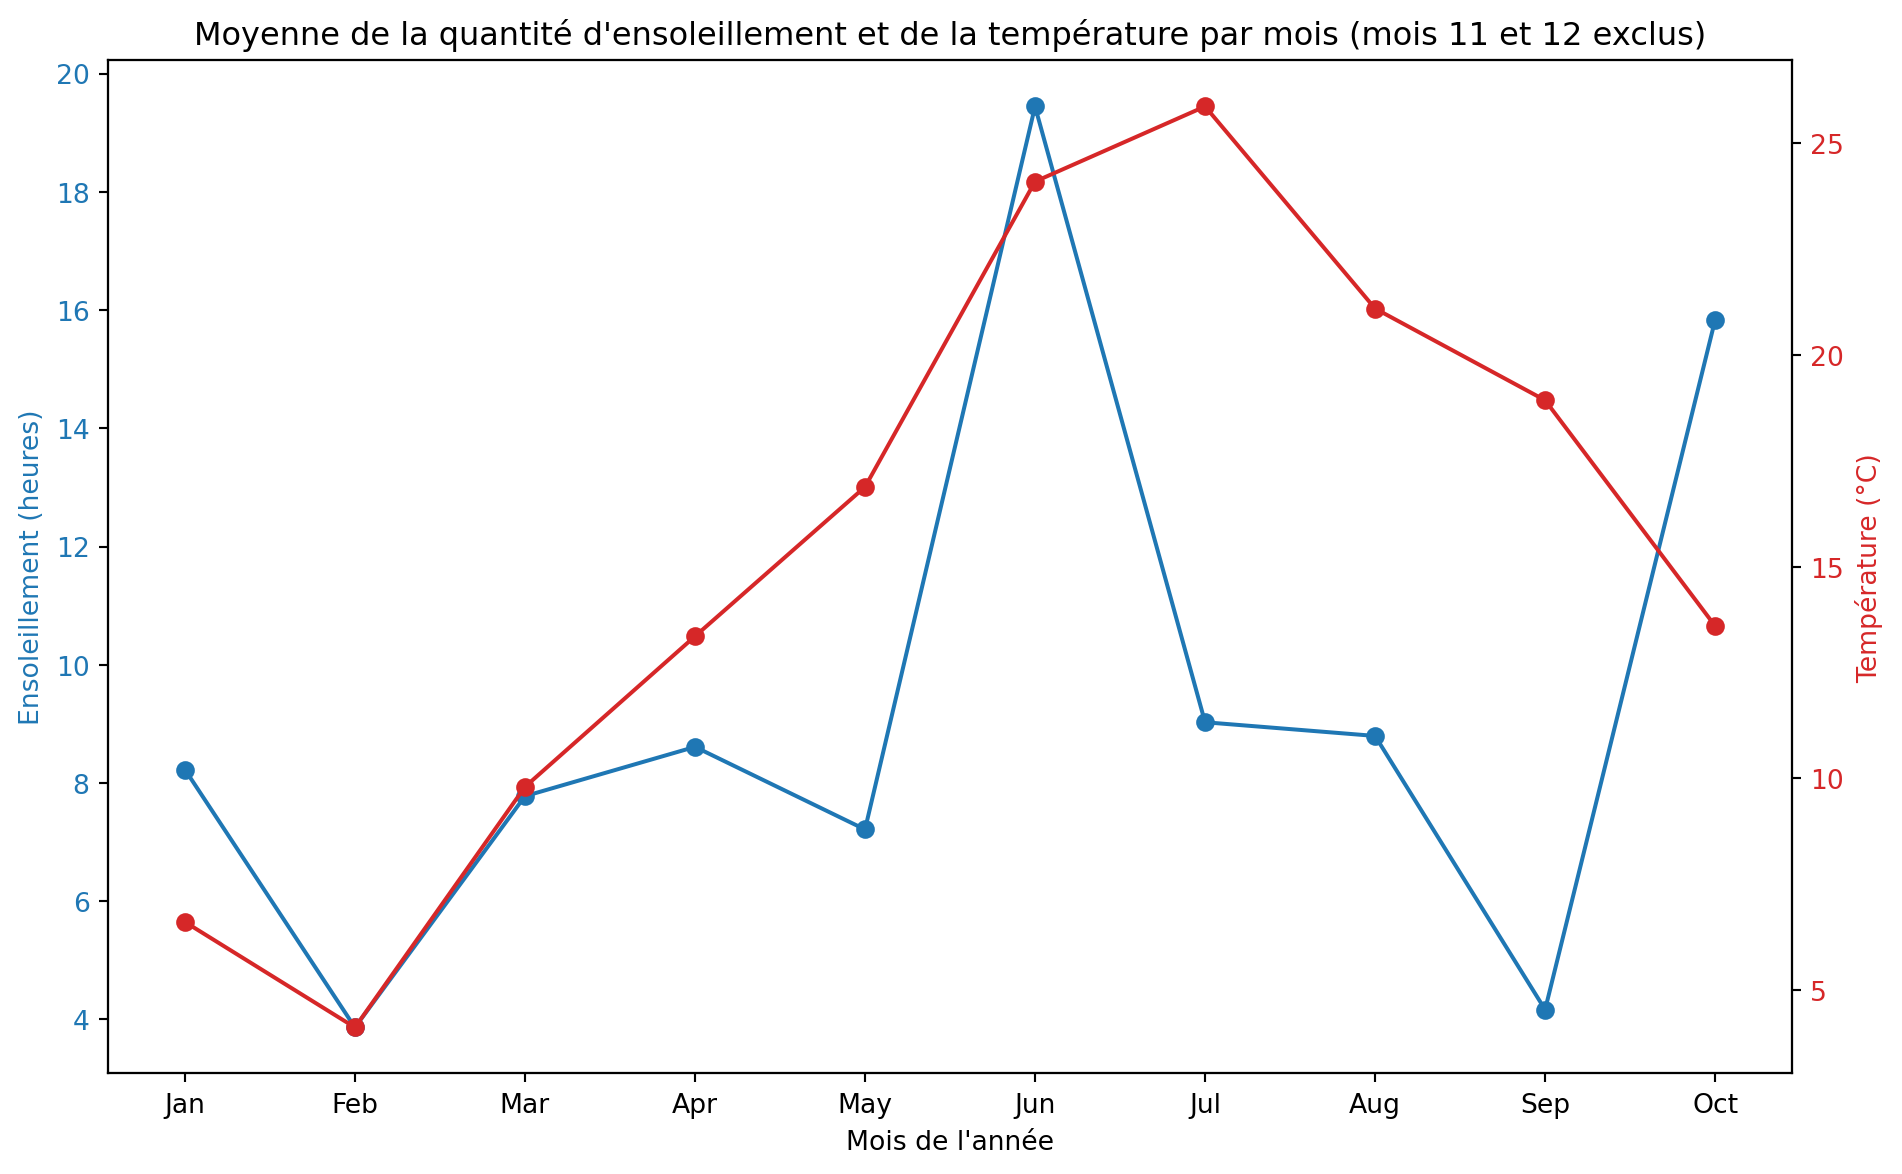 Moyenne de la quantité d'ensoleillement et de la température par mois (mois 11 et 12 exclus)
Ensoleillement (heures)
20
18
16
14
12
10
8
6
4
Température (°C)
25
20
15
10
5
Jan Feb Mar Apr May Jun Jul Aug Sep Oct
Mois de l'année